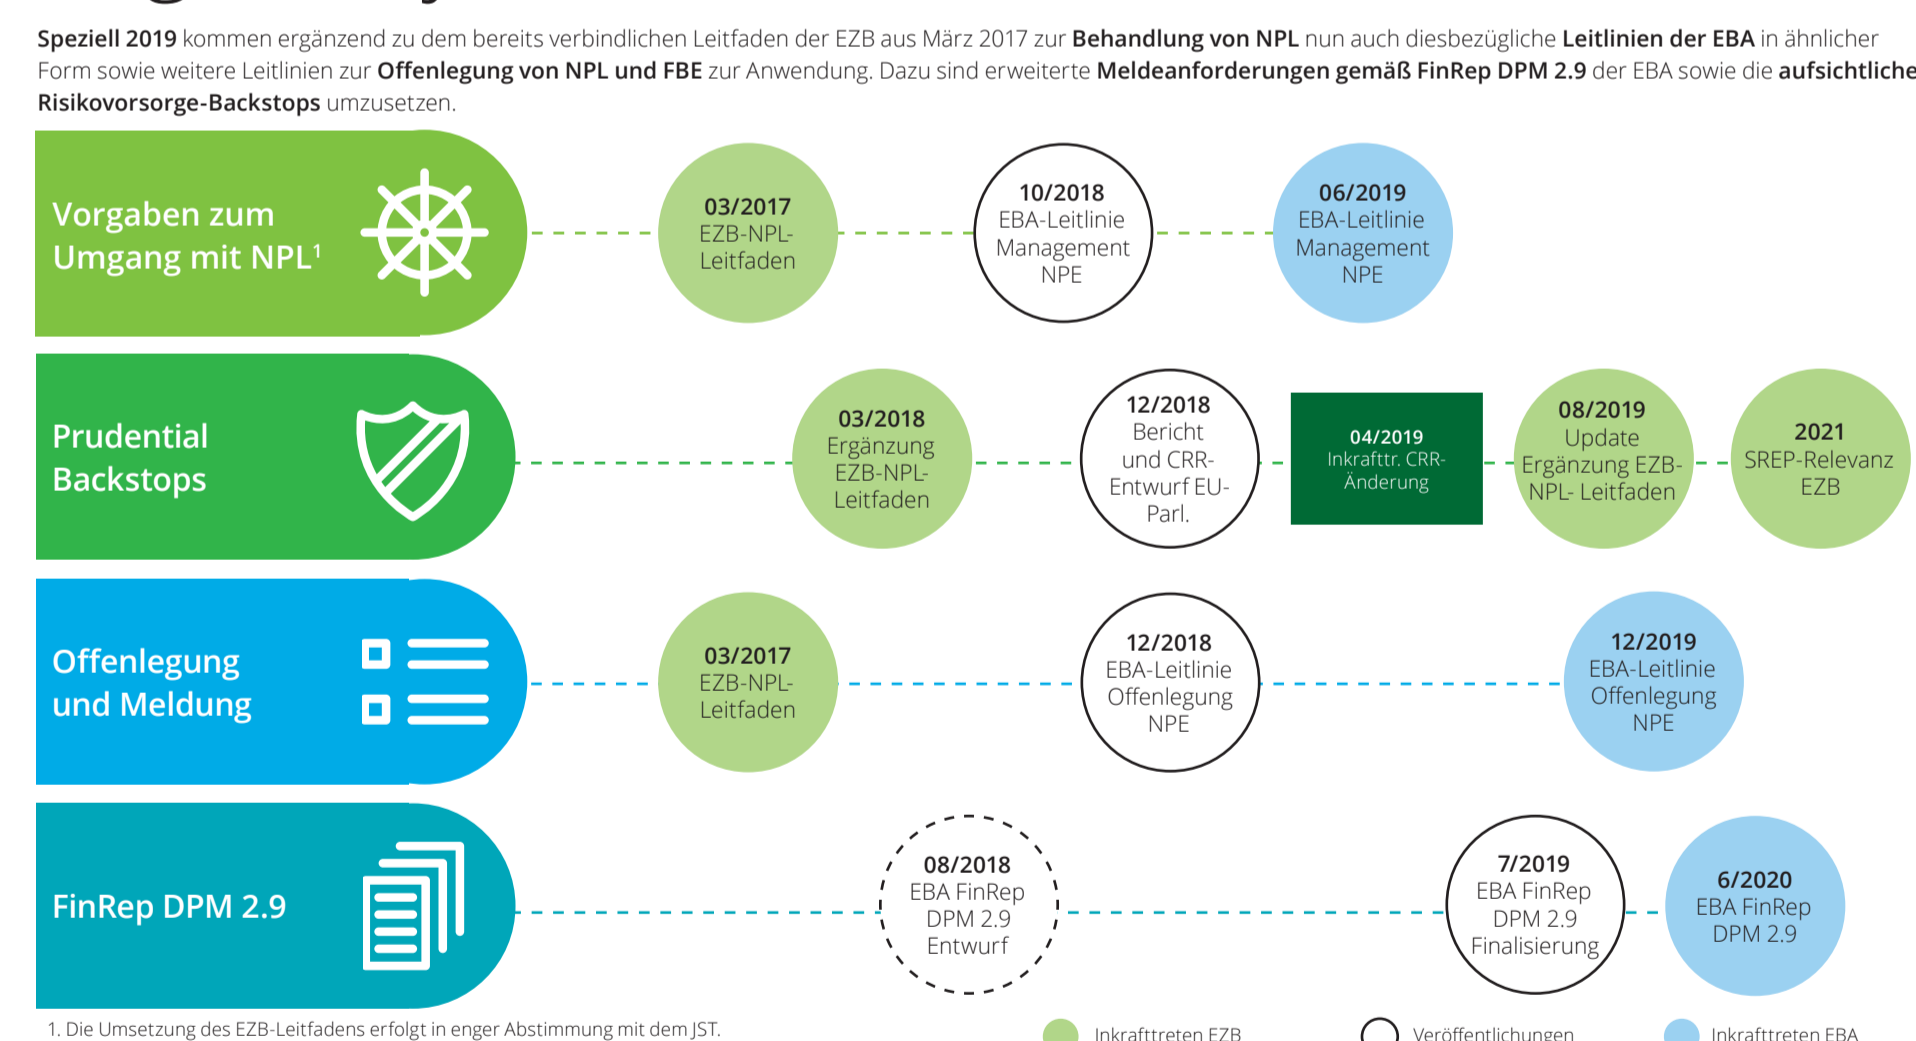 Speziell 2019 kommen ergänzend zu dem bereits verbindlichen Leitfaden der EZB aus März 2017 zur Behandlung von NPL nun auch diesbezügliche Leitlinien der EBA in ähnlicher
Form sowie weitere Leitlinien zur Offenlegung von NPL und FBE zur Anwendung. Dazu sind erweiterte Meldeanforderungen gemäß FinRep DPM 2.9 der EBA sowie die aufsichtliche
Risikovorsorge-Backstops umzusetzen.
Vorgaben zum
Umgang mit NPL¹
03/2017
EZB-NPL-
Leitfaden
10/2018
EBA-Leitlinie
Management
NPE
06/2019
EBA-Leitlinie
Management
NPE
Prudential
Backstops
03/2018
Ergänzung
EZB-NPL-
Leitfaden
12/2018
Bericht
und CRR-
Entwurf EU-
Parl.
04/2019
Inkrafttr. CRR-
Änderung
08/2019
Update
Ergänzung EZB-
NPL- Leitfaden
2021
SREP-Relevanz
EZB
Offenlegung
und Meldung
03/2017
EZB-NPL-
Leitfaden
12/2018
EBA-Leitlinie
Offenlegung
NPE
12/2019
EBA-Leitlinie
Offenlegung
NPE
FinRep DPM 2.9
08/2018
EBA FinRep
DPM 2.9
Entwurf
7/2019
EBA FinRep
DPM 2.9
Finalisierung
6/2020
EBA FinRep
DPM 2.9
1. Die Umsetzung des EZB-Leitfadens erfolgt in enger Abstimmung mit dem JST.
Inkrafttreten EZB
Veröffentlichungen
Inkrafttreten EBA